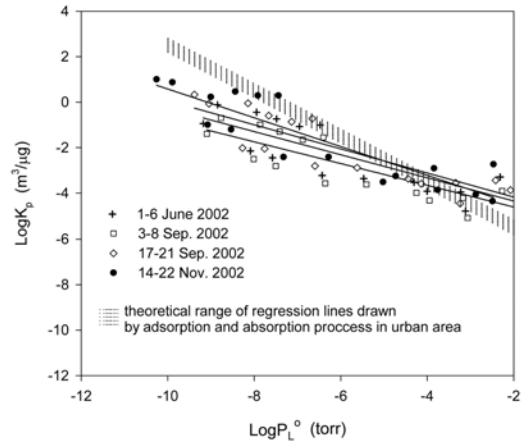 4
2
0
-2
-4
-6
-8
-10
-12
LogKp (m3/µg)
+ 1-6 June 2002
□ 3-8 Sep. 2002
◇ 17-21 Sep. 2002
● 14-22 Nov. 2002
theoretical range of regression lines drawn
by adsorption and absorption proccess in urban area
-12 -10 -8 -6 -4 -2
LogPLo (torr)